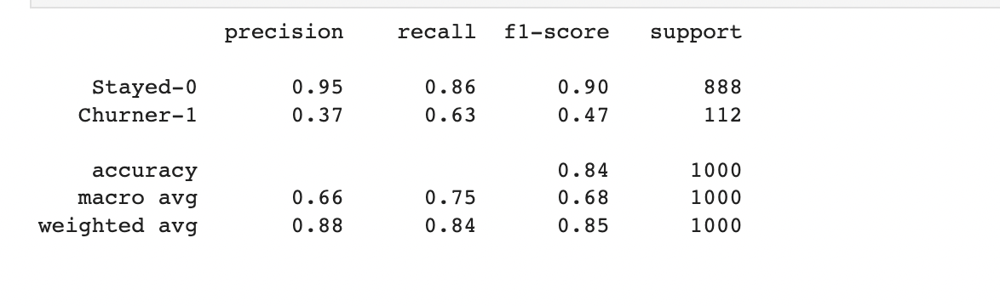 precision recall f1-score support
Stayed-0 0.95 0.86 0.90 888
Churner-1 0.37 0.63 0.47 112
accuracy 0.84 1000
macro avg 0.66 0.75 0.68 1000
weighted avg 0.88 0.84 0.85 1000